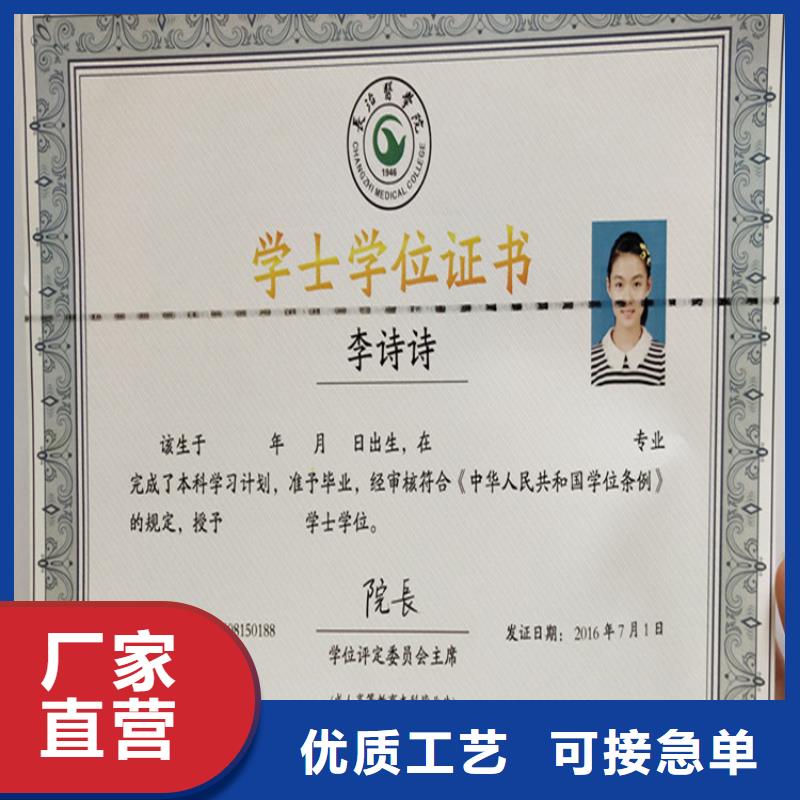 長治醫學院
CHANGZHI MEDICAL COLLEGE
1946
学士学位证书
李诗诗
该生于 年 月 日出生，在 专业
完成了本科学习计划，准予毕业，经审核符合《中华人民共和国学位条例》
的规定，授予 学士学位。
院長
98150188 发证日期：2016年7月1日
学位评定委员会主席
厂家
直营
优质工艺 可接急单